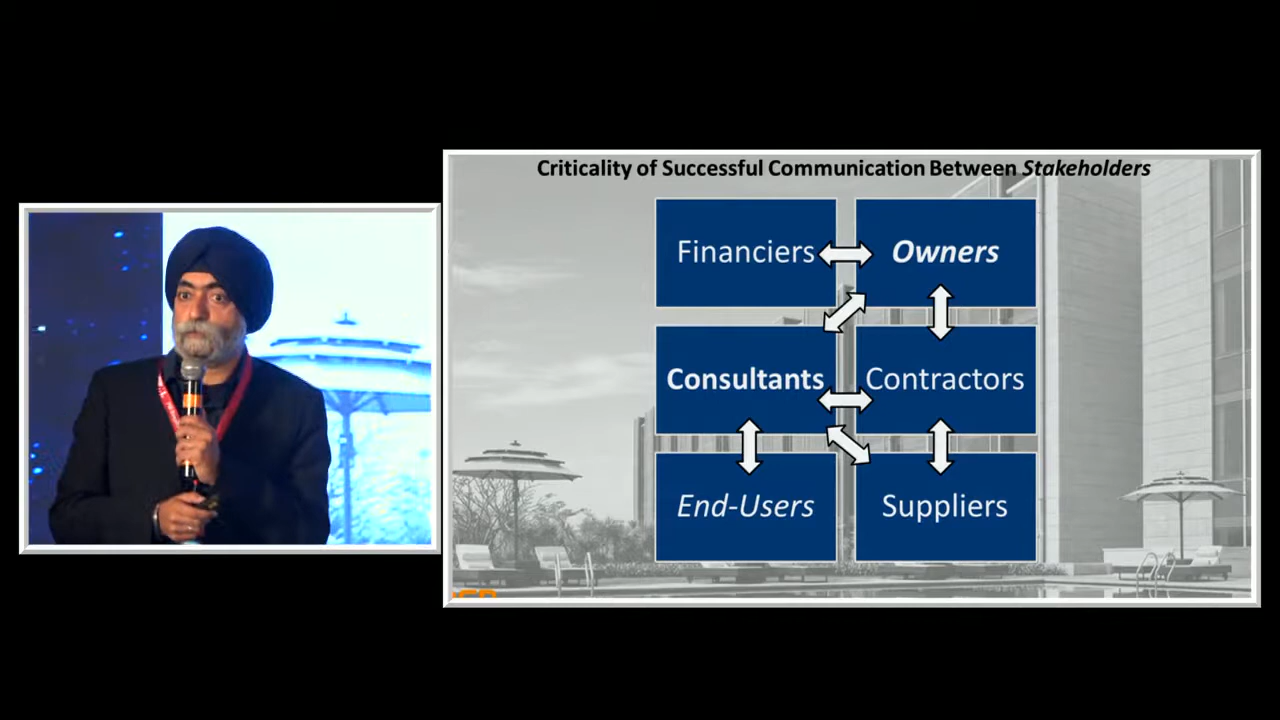 Criticality of Successful Communication Between Stakeholders
Financiers
Owners
Consultants
Contractors
End-Users
Suppliers